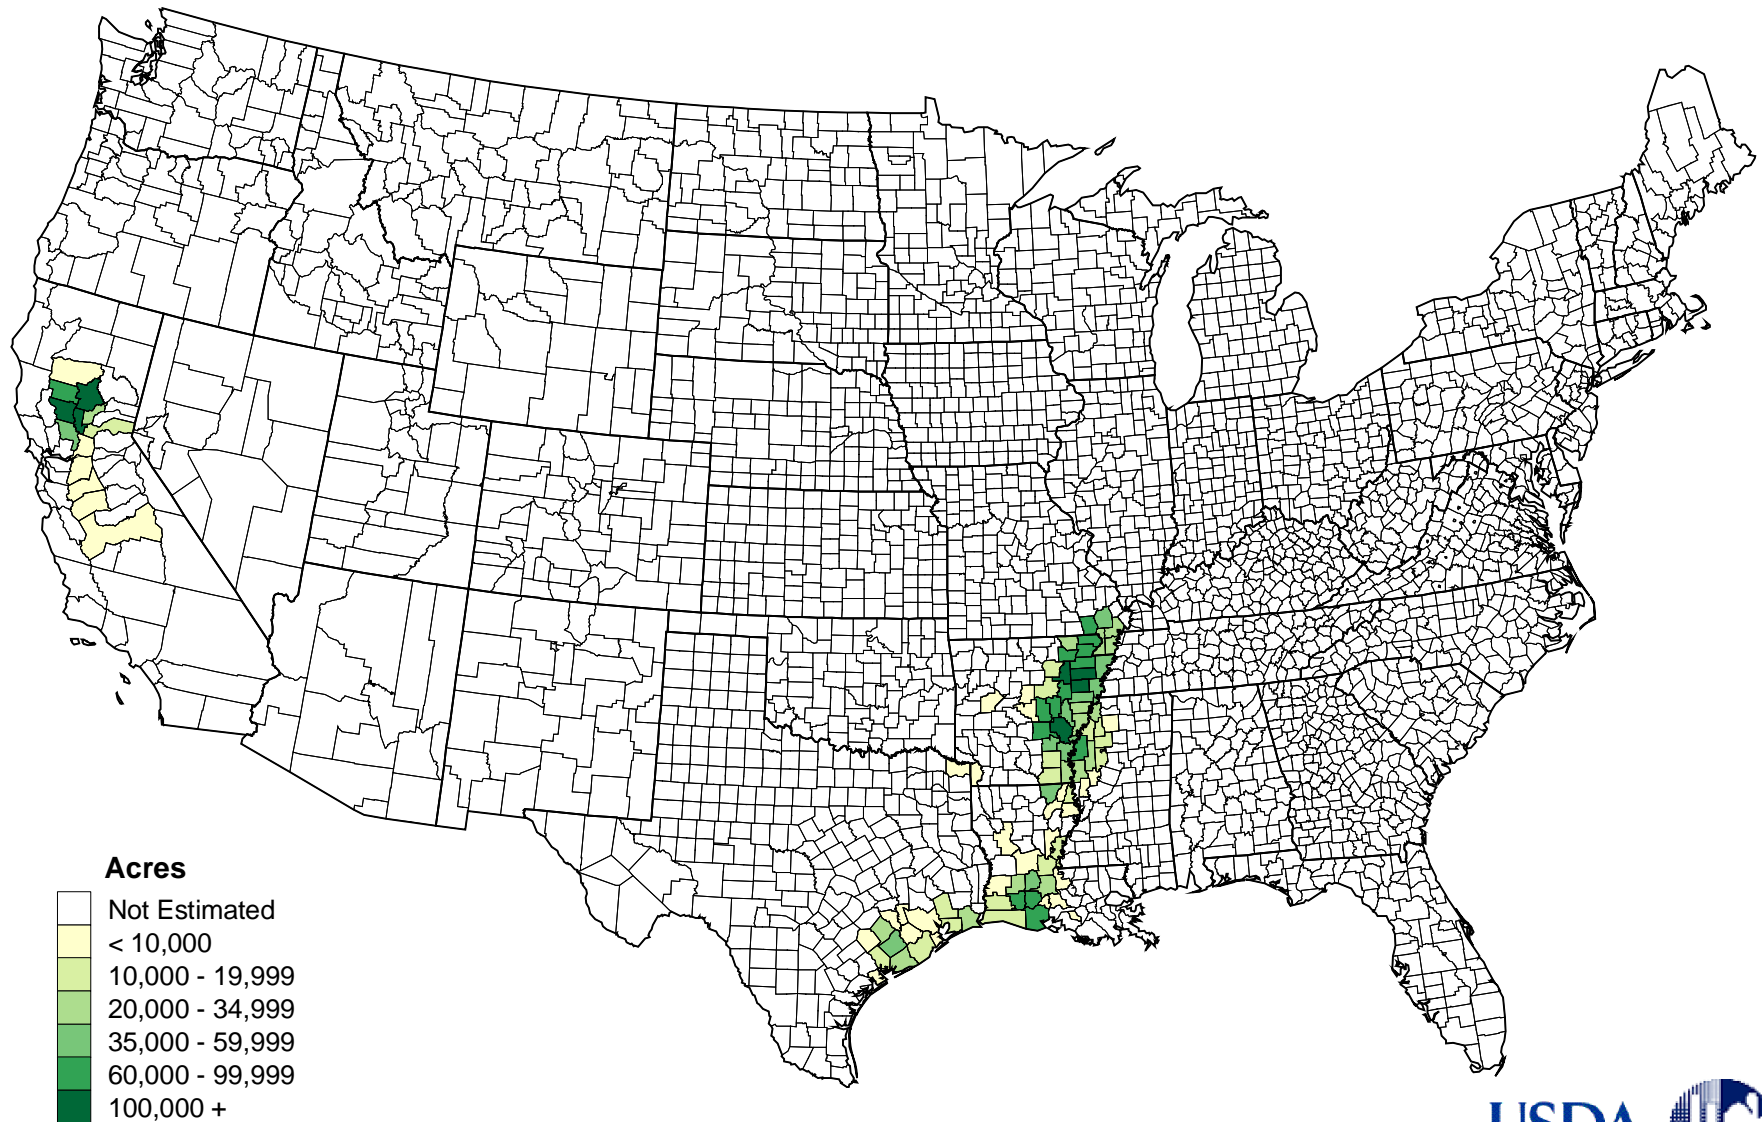 Acres
Not Estimated
< 10,000
10,000 - 19,999
20,000 - 34,999
35,000 - 59,999
60,000 - 99,999
100,000 +
USDA